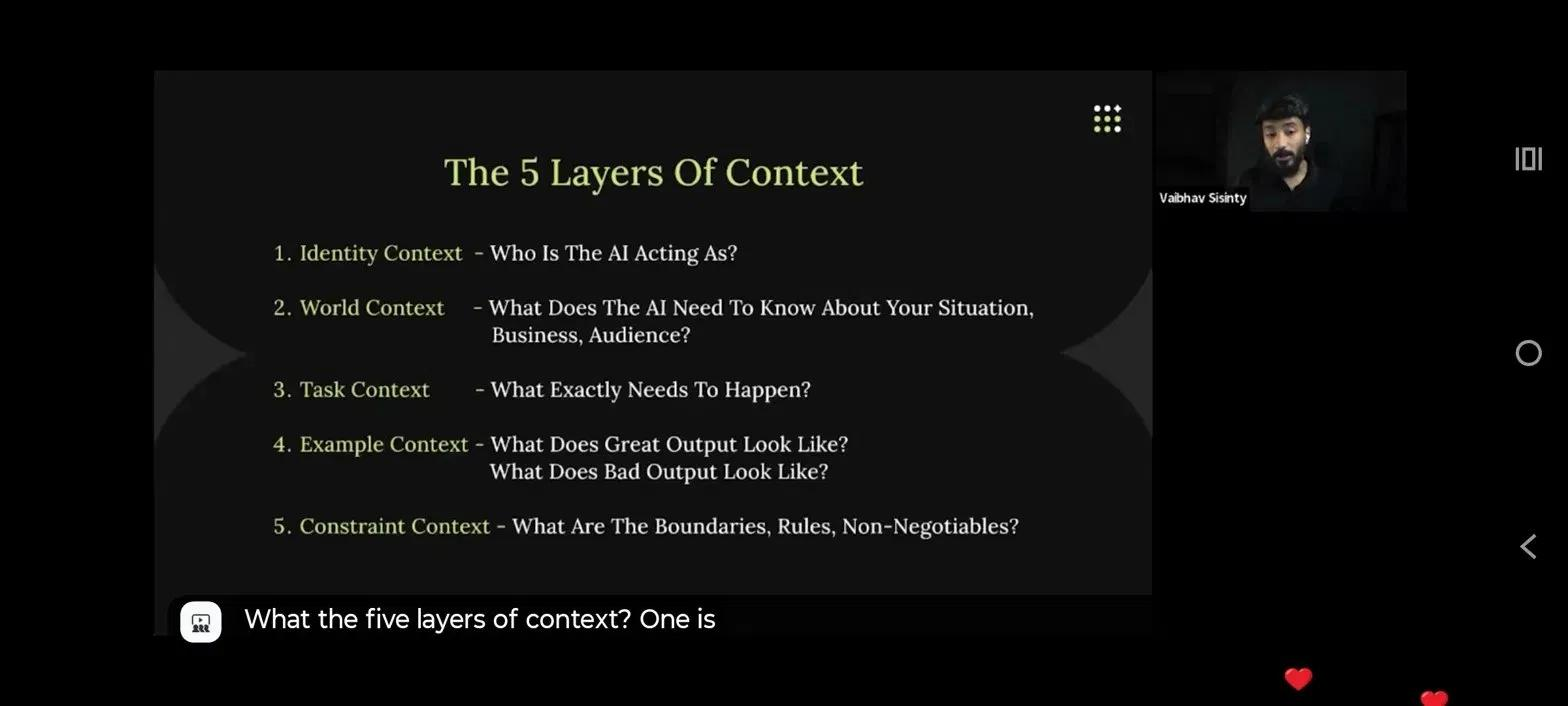 The 5 Layers Of Context
1. Identity Context - Who Is The AI Acting As?
2. World Context - What Does The AI Need To Know About Your Situation,
Business, Audience?
3. Task Context - What Exactly Needs To Happen?
4. Example Context - What Does Great Output Look Like?
What Does Bad Output Look Like?
5. Constraint Context - What Are The Boundaries, Rules, Non-Negotiables?
Vaibhav Sisinty
What the five layers of context? One is